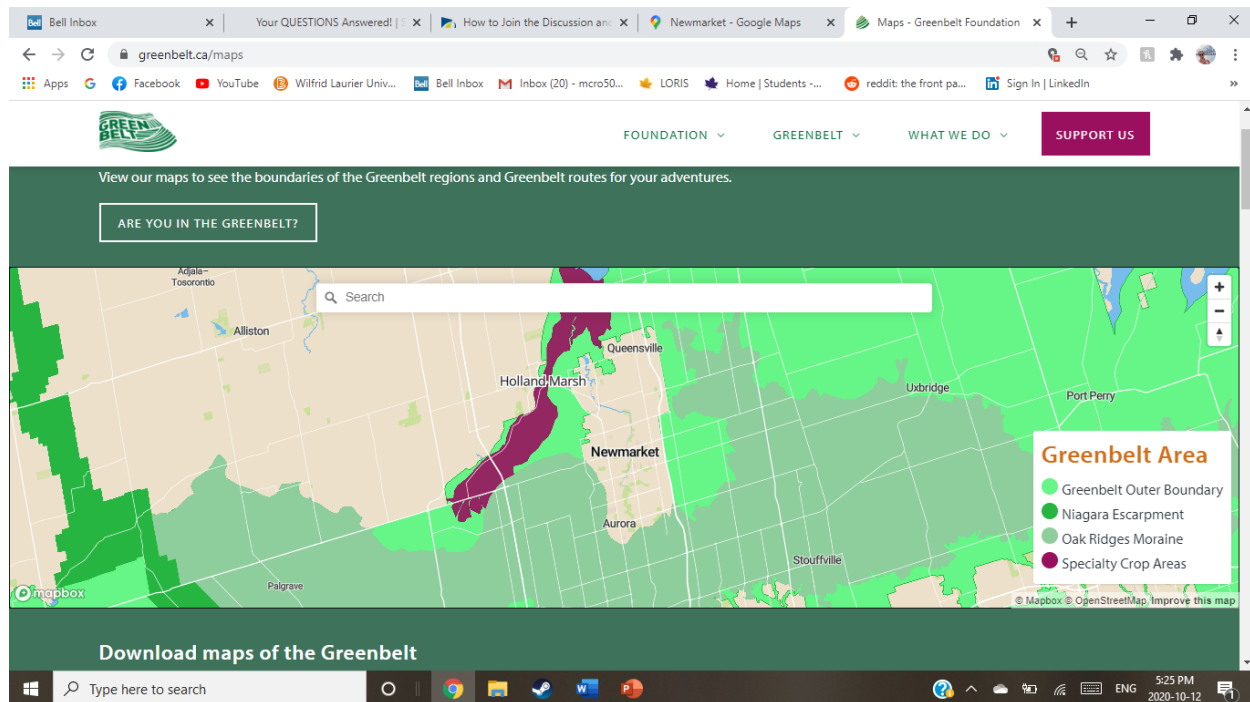 Bell Bell Inbox
Your QUESTIONS Answered! | S
How to Join the Discussion and
Newmarket - Google Maps
Maps - Greenbelt Foundation
greenbelt.ca/maps
Apps
Facebook
YouTube
Wilfrid Laurier Univ...
Bell Bell Inbox
Inbox (20) - mcro50...
LORIS
Home | Students -...
reddit: the front pa...
Sign In | LinkedIn
»
GREEN
BELT
FOUNDATION
GREENBELT
WHAT WE DO
SUPPORT US
View our maps to see the boundaries of the Greenbelt regions and Greenbelt routes for your adventures.
ARE YOU IN THE GREENBELT?
Adjala-
Tosorontio
Search
Alliston
Queensville
Holland Marsh
Uxbridge
Port Perry
Newmarket
Aurora
Stouffville
Palgrave
Greenbelt Area
Greenbelt Outer Boundary
Niagara Escarpment
Oak Ridges Moraine
Specialty Crop Areas
mapbox
© Mapbox © OpenStreetMap Improve this map
Download maps of the Greenbelt
Type here to search
ENG
5:25 PM
2020-10-12
1